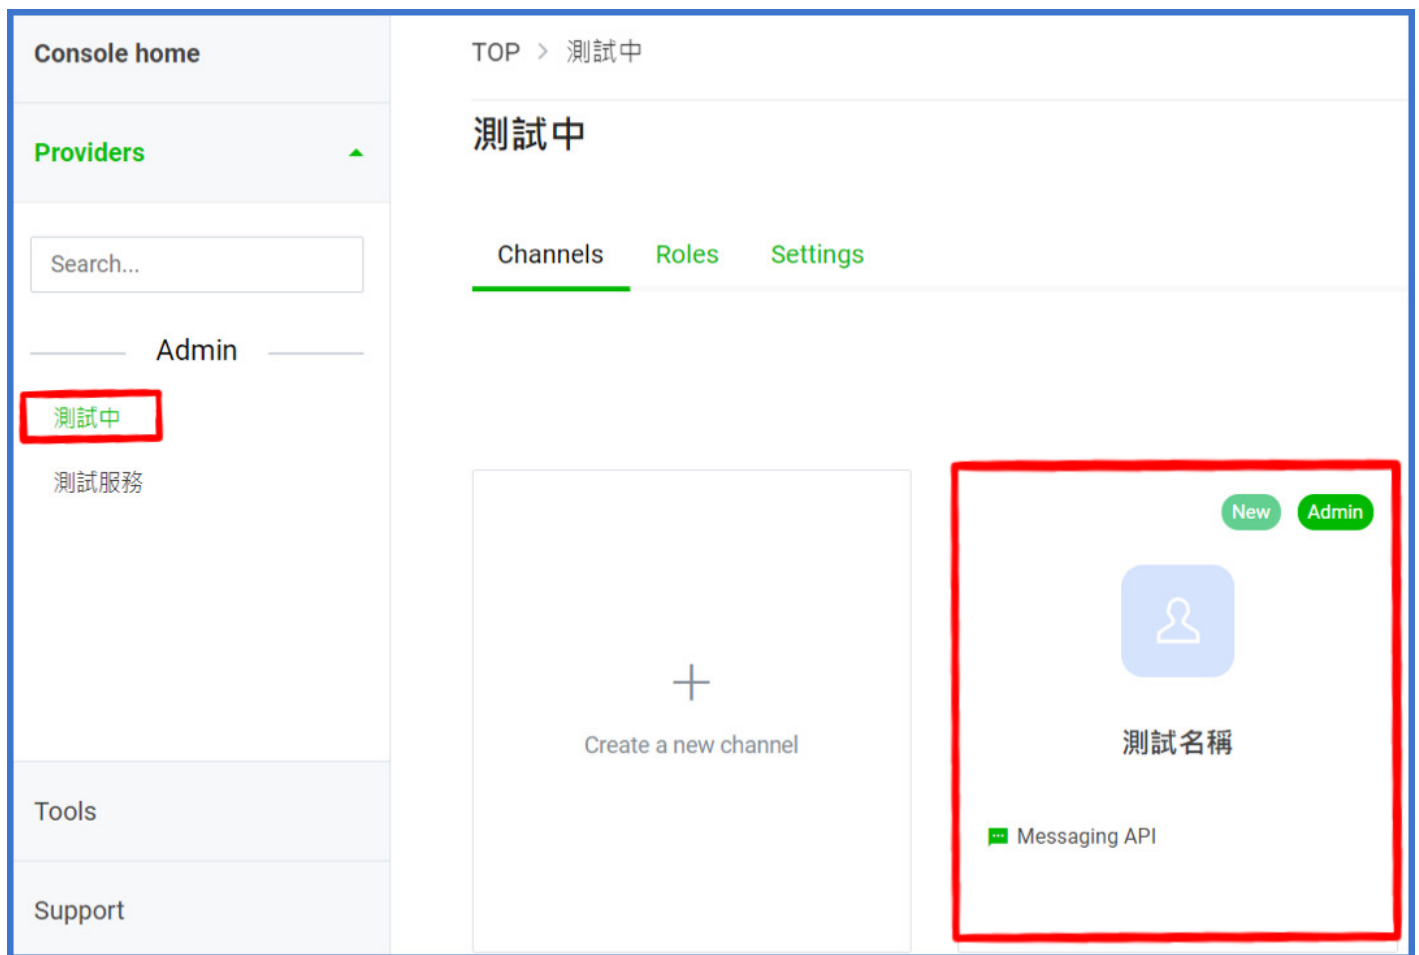 Console home
Providers
Search...
Admin
測試中
測試服務
Tools
Support
TOP > 測試中
測試中
Channels Roles Settings
Create a new channel
New Admin
測試名稱
Messaging API